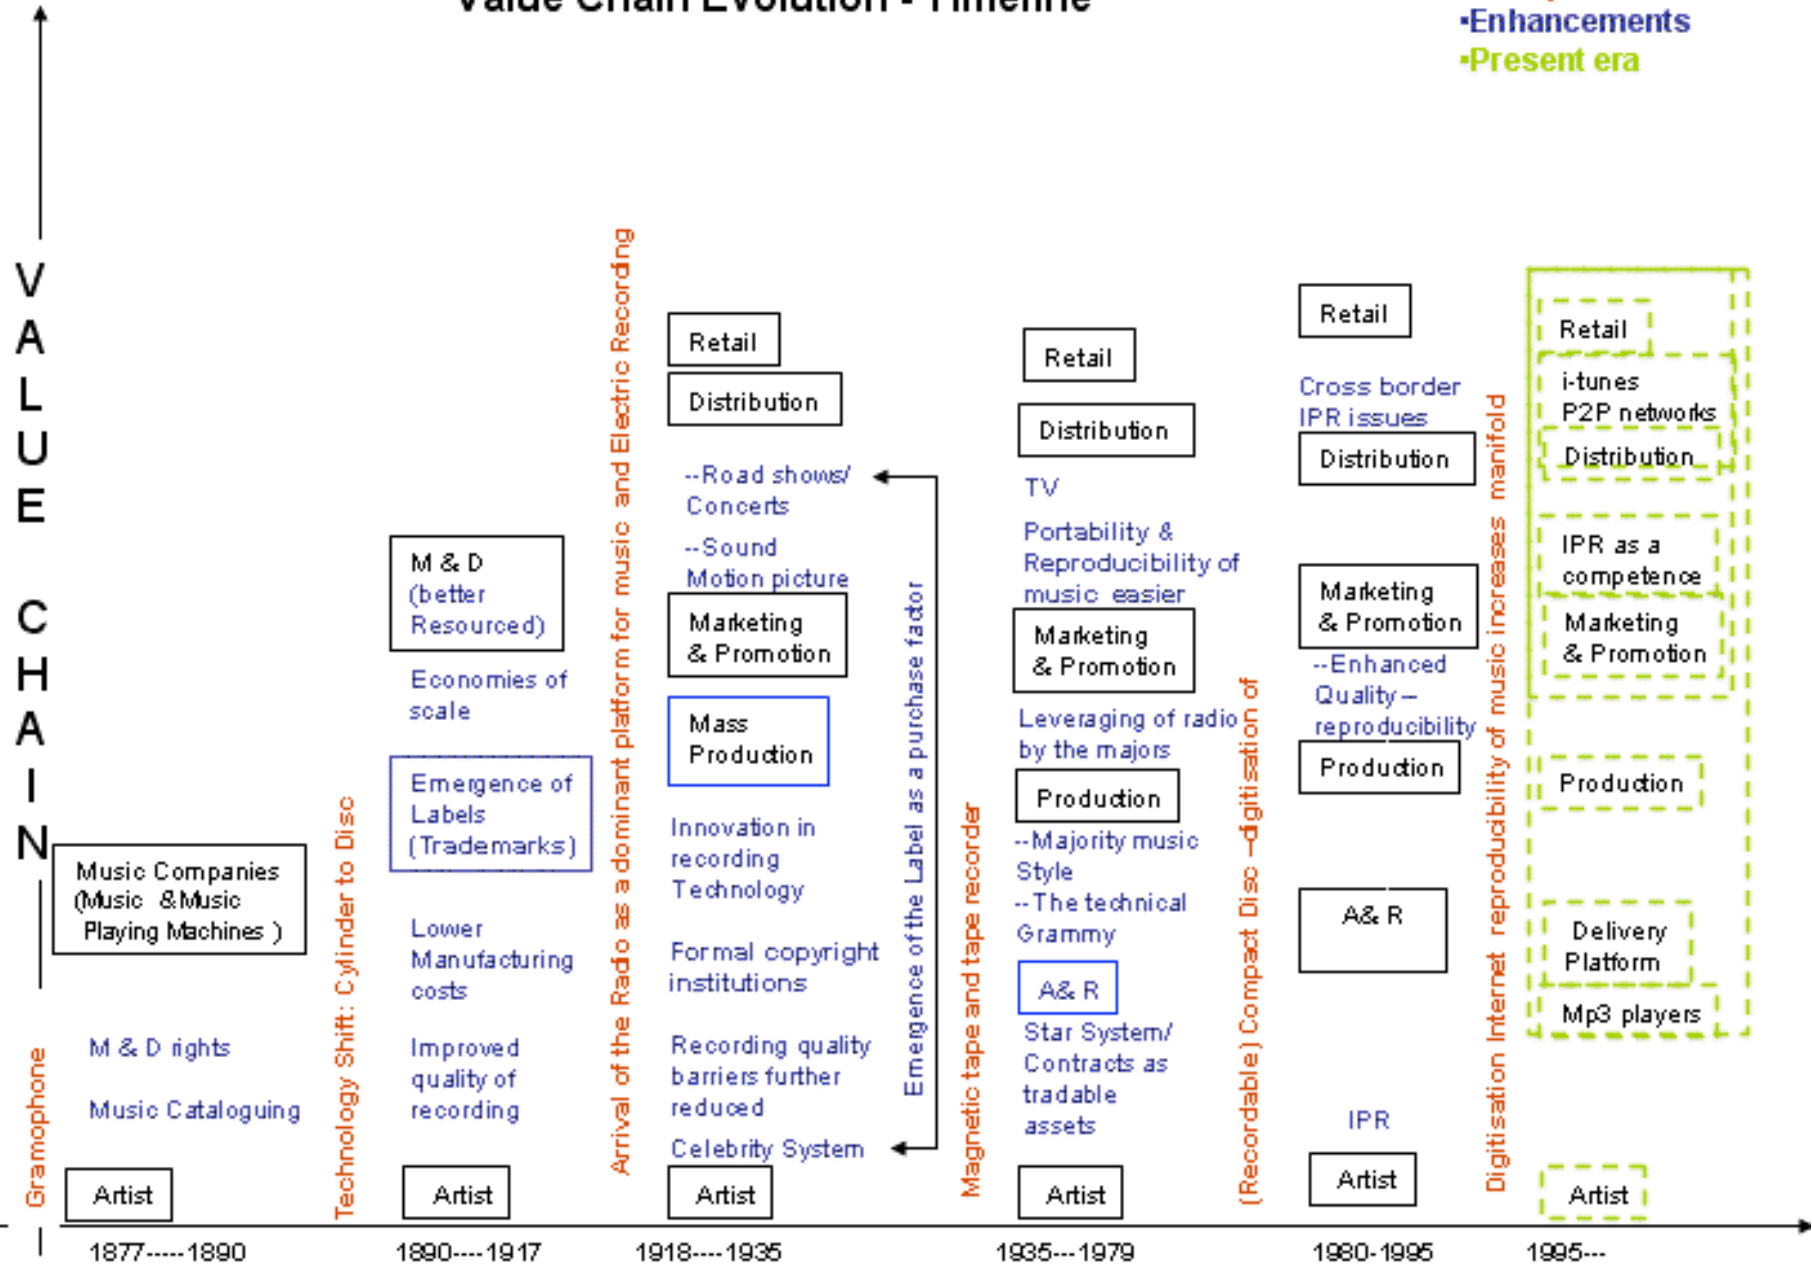 Value Chain Evolution - Timeline
▪Enhancements
▪Present era
VALUE CHAIN
Gramophone
Music Companies
(Music &Music
Playing Machines )
M & D rights
Music Cataloguing
Artist
1877-----1890
Technology Shift: Cylinder to Disc
M & D
(better
Resourced)
Economies of
scale
Emergence of
Labels
(Trademarks)
Lower
Manufacturing
costs
Improved
quality of
recording
Artist
1890----1917
Arrival of the Radio as a dominant platform for music and Electric Recording
Retail
Distribution
--Road shows/
Concerts
--Sound
Motion picture
Marketing
& Promotion
Mass
Production
Innovation in
recording
Technology
Formal copyright
institutions
Recording quality
barriers further
reduced
Celebrity System
Artist
1918----1935
Emergence of the Label as a purchase factor
Magnetic tape and tape recorder
Retail
Distribution
TV
Portability &
Reproducibility of
music easier
Marketing
& Promotion
Leveraging of radio
by the majors
Production
--Majority music
Style
--The technical
Grammy
A& R
Star System/
Contracts as
tradable
assets
Artist
1935---1979
(Recordable) Compact Disc –digitisation of
Retail
Cross border
IPR issues
Distribution
Marketing
& Promotion
--Enhanced
Quality –
reproducibility
Production
A& R
IPR
Artist
1980-1995
Digitisation Internet reproducibility of music increases manifold
Retail
i-tunes
P2P networks
Distribution
IPR as a
competence
Marketing
& Promotion
Production
Delivery
Platform
Mp3 players
Artist
1995---